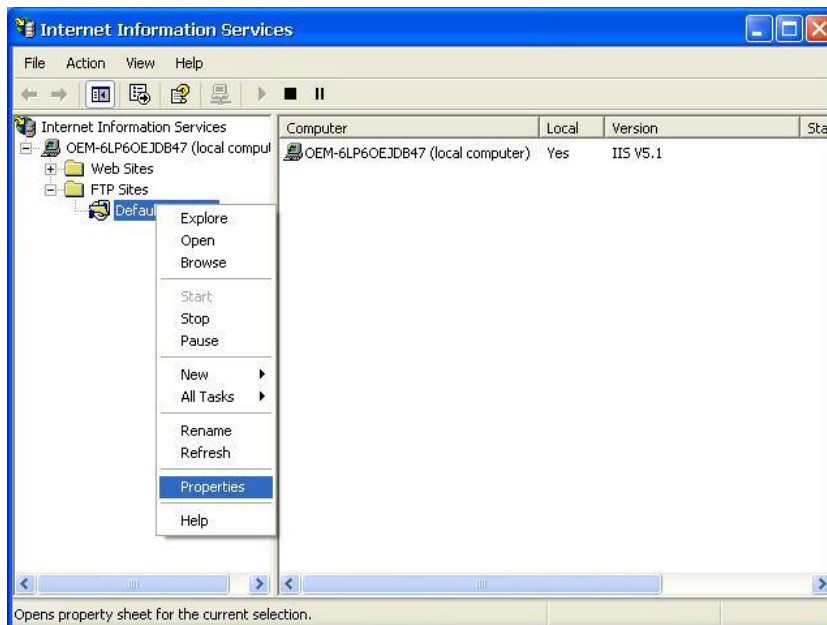 Internet Information Services
File Action View Help
Internet Information Services
OEM-6LP6OEJDB47 (local comput
Web Sites
FTP Sites
Defau
Computer Local Version Sta
OEM-6LP6OEJDB47 (local computer) Yes IIS V5.1
Explore
Open
Browse
Start
Stop
Pause
New
All Tasks
Rename
Refresh
Properties
Help
Opens property sheet for the current selection.